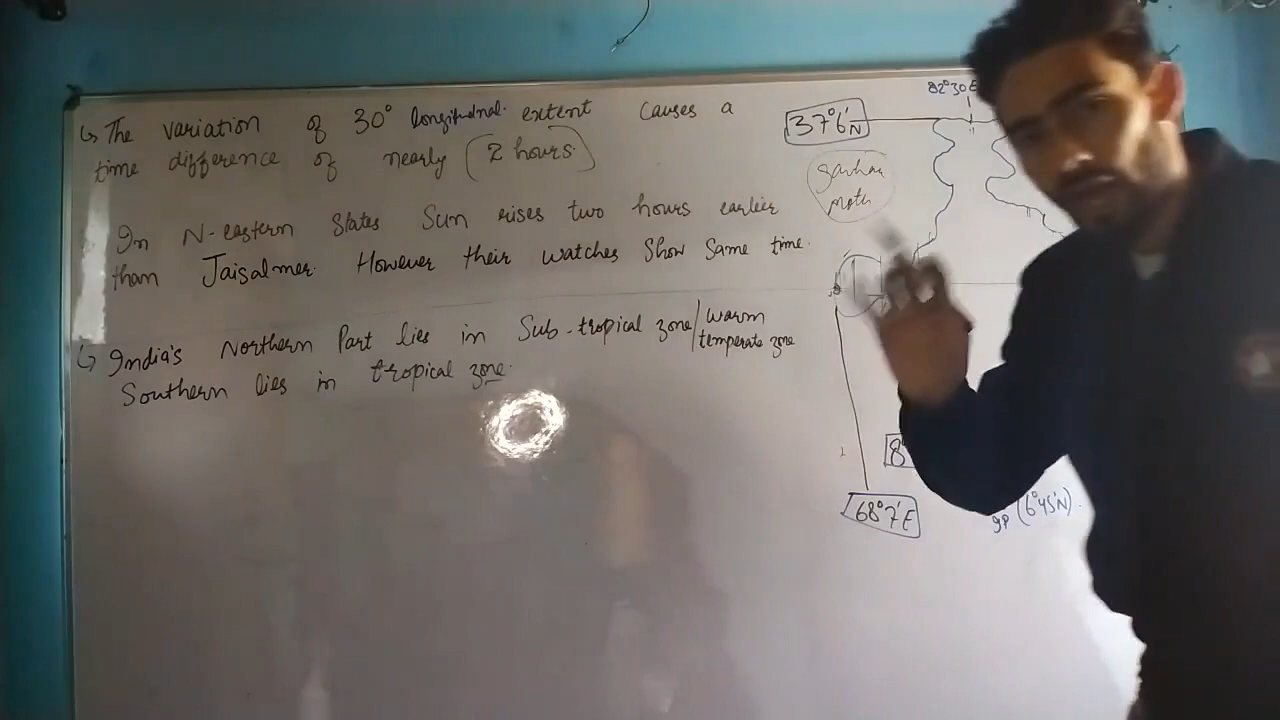 ↳ The variation of 30° longitudnal extent causes a
time difference of nearly (2 hours.)
In N-eastern States Sun rises two hours earlier
than Jaisalmer. However their watches show same time.
↳ India's Northern Part lies in Sub-tropical zone/warm
temperate zone
Southern lies in tropical zone.
82°30'E
37°6'N
8
68°7'E
(6°45'N).